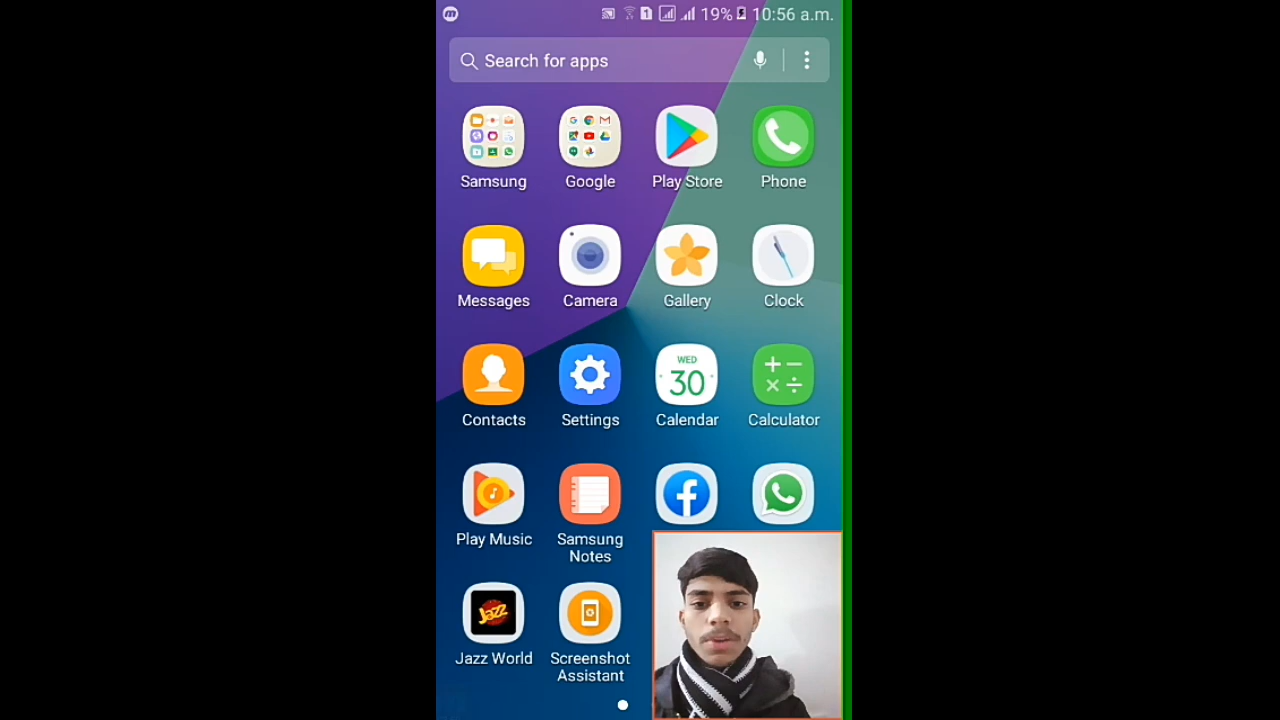 19% 10:56 a.m.
Search for apps
Samsung Google Play Store Phone
Messages Camera Gallery Clock
WED
30
Contacts Settings Calendar Calculator
Play Music Samsung
Notes
Jazz
Jazz World Screenshot
Assistant